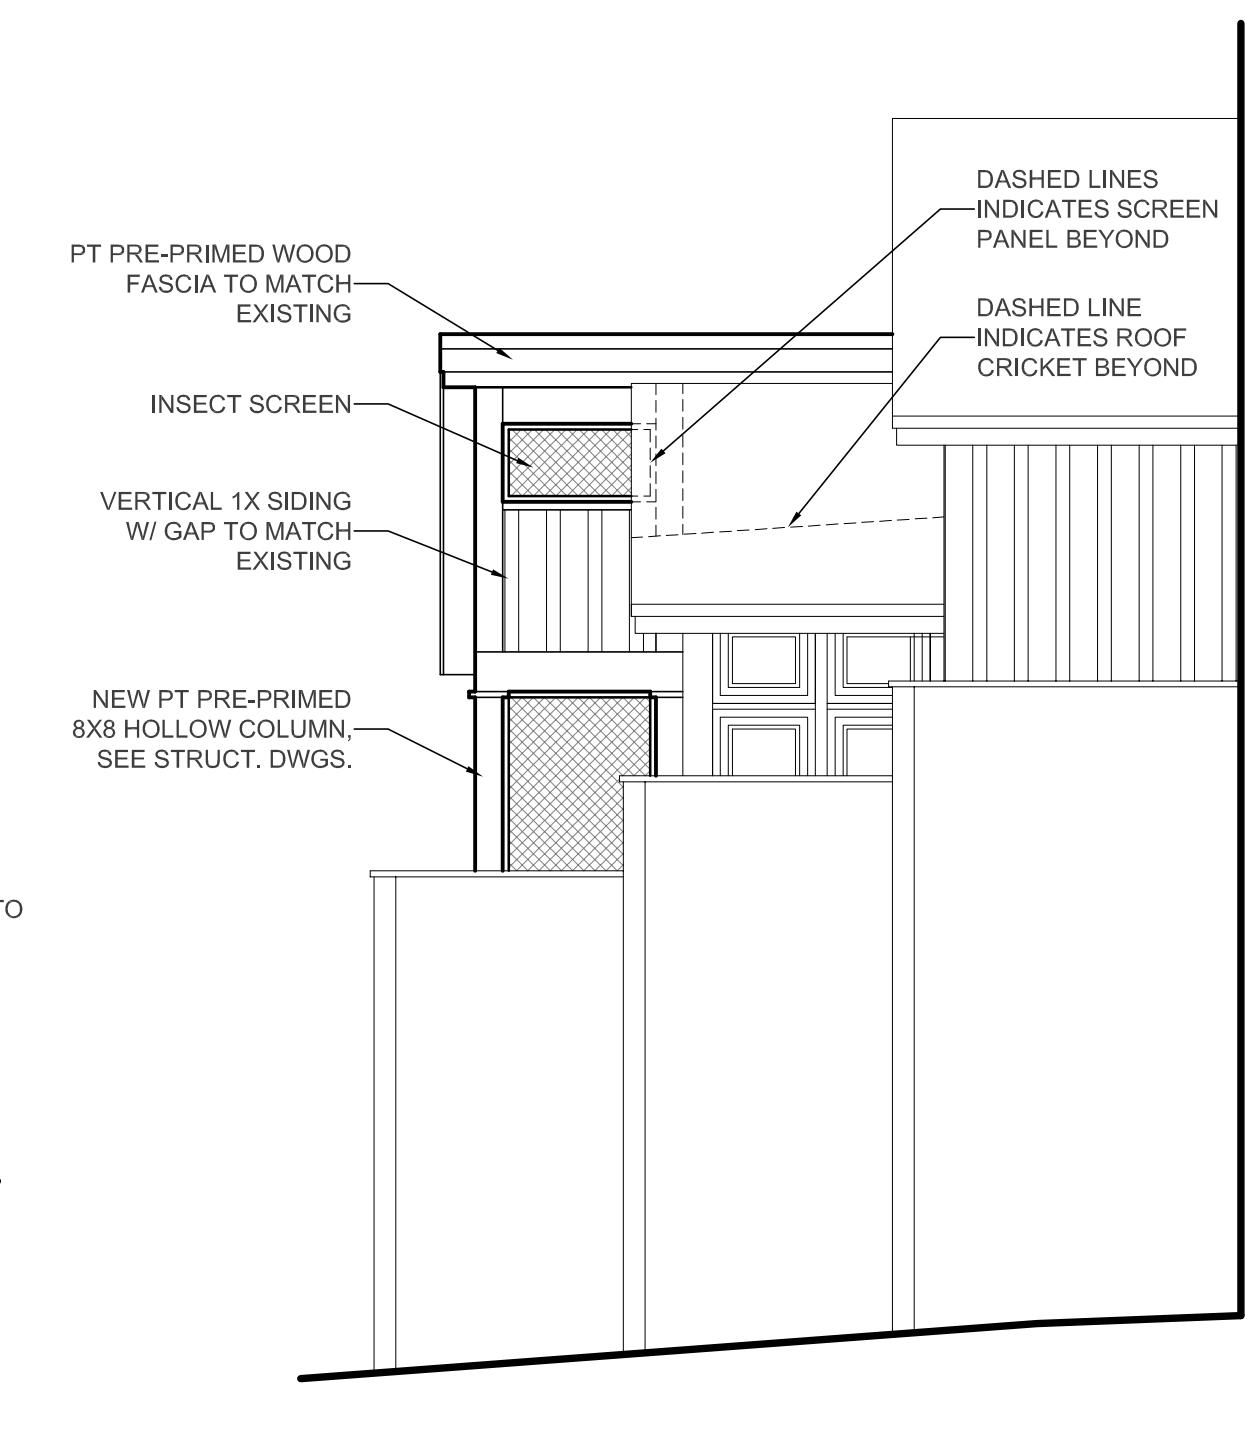 DASHED LINES
INDICATES SCREEN
PANEL BEYOND
PT PRE-PRIMED WOOD
FASCIA TO MATCH
EXISTING
DASHED LINE
INDICATES ROOF
CRICKET BEYOND
INSECT SCREEN
VERTICAL 1X SIDING
W/ GAP TO MATCH
EXISTING
NEW PT PRE-PRIMED
8X8 HOLLOW COLUMN,
SEE STRUCT. DWGS.
TO